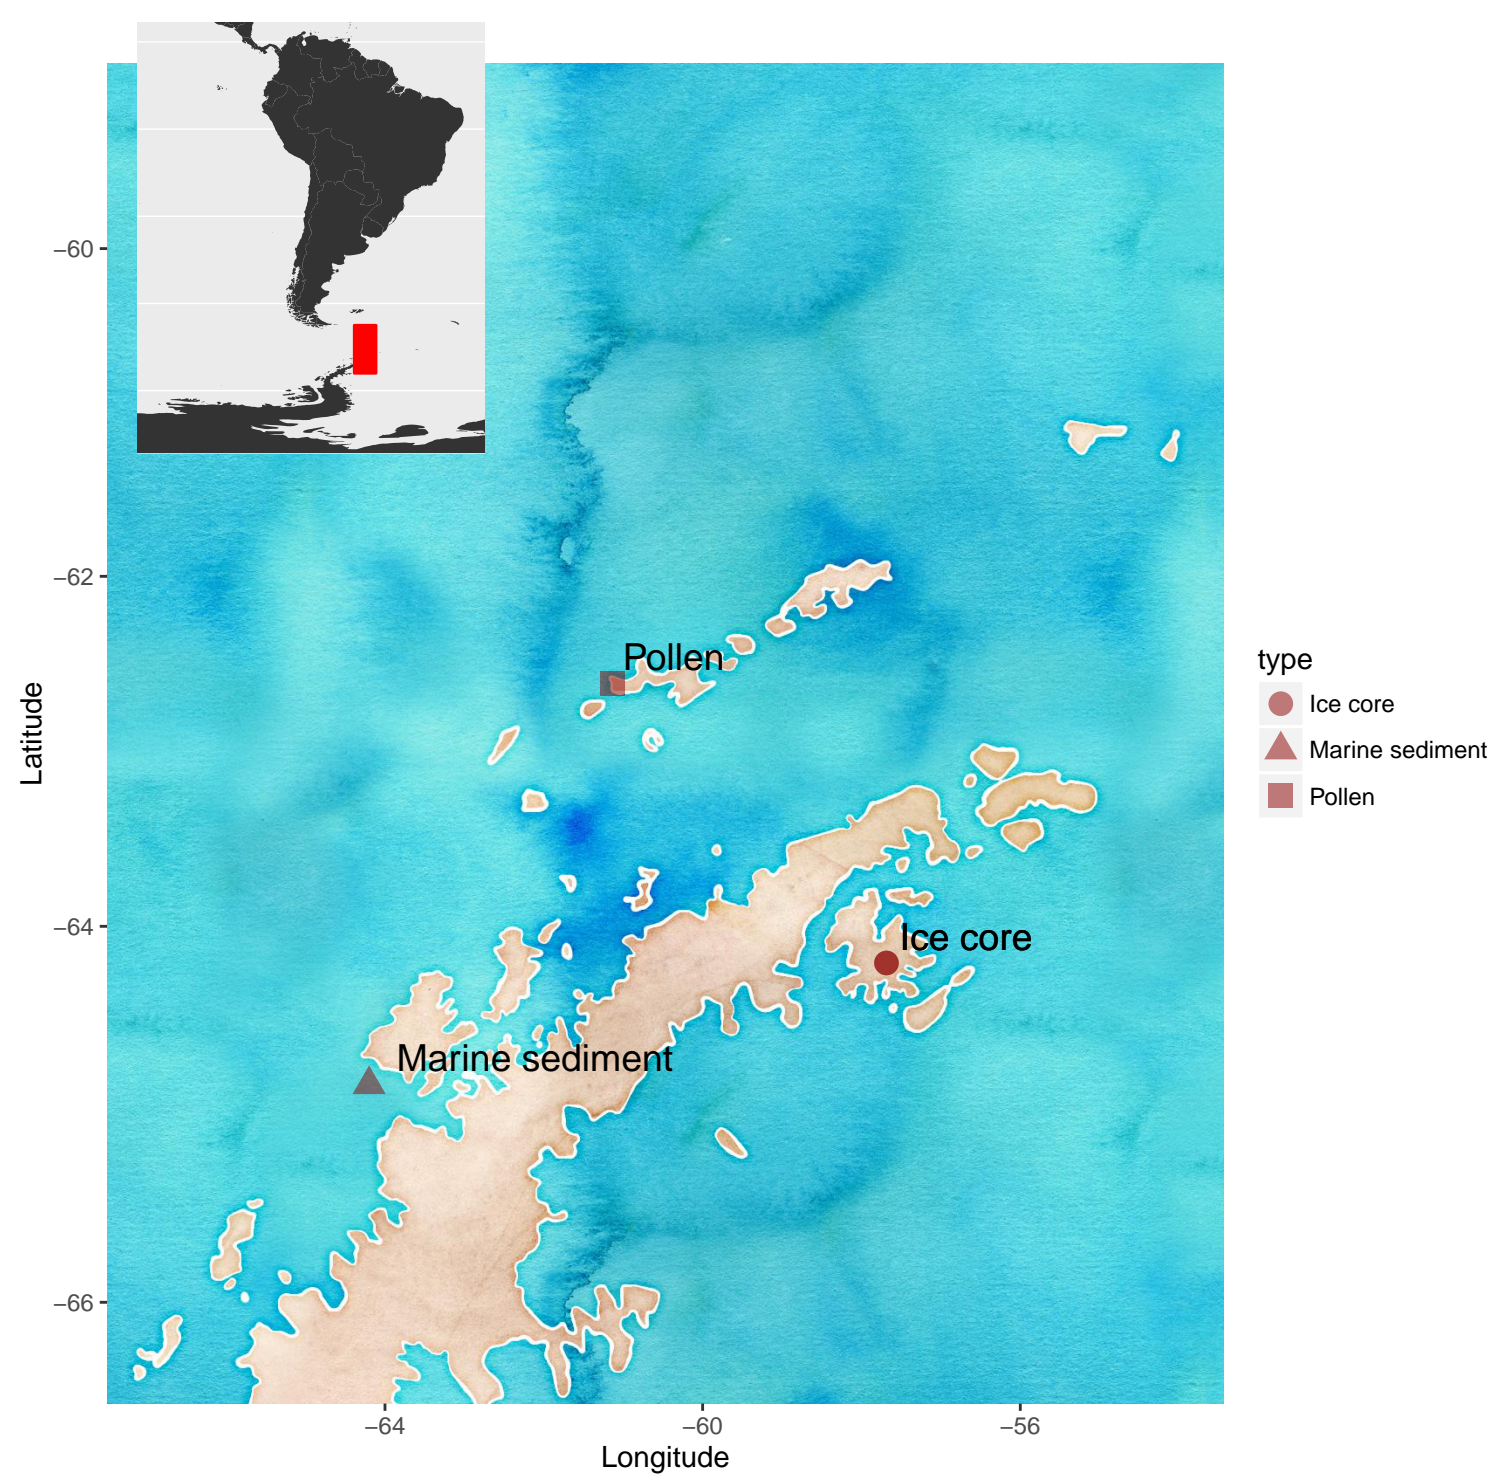 −60
−62
−64
−66
Latitude
Pollen
Ice core
Marine sediment
−64
−60
−56
Longitude
type
Ice core
Marine sediment
Pollen